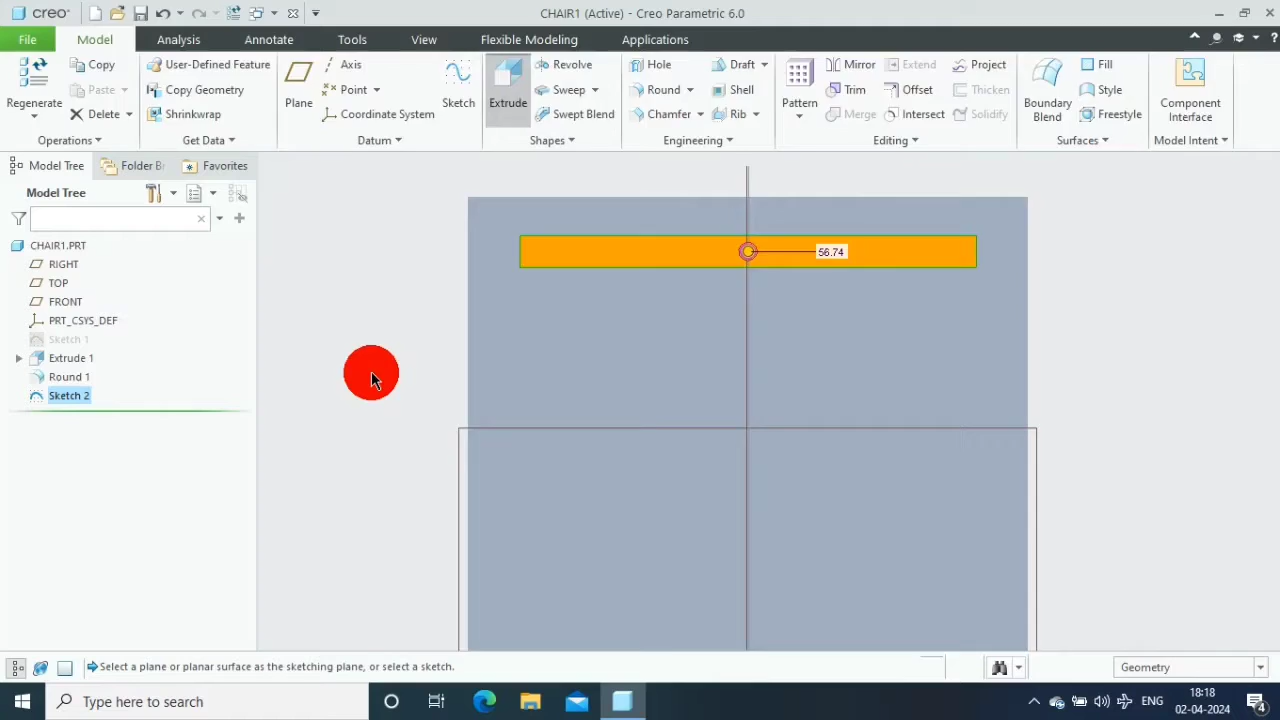 creo
CHAIR1 (Active) - Creo Parametric 6.0
File Model Analysis Annotate Tools View Flexible Modeling Applications
Regenerate
Copy
Paste
Delete
Operations
User-Defined Feature
Copy Geometry
Shrinkwrap
Get Data
Plane
Axis
Point
Coordinate System
Sketch
Datum
Extrude
Revolve
Sweep
Swept Blend
Shapes
Hole
Round
Chamfer
Draft
Shell
Rib
Engineering
Pattern
Mirror
Trim
Merge
Extend
Offset
Intersect
Project
Thicken
Solidify
Editing
Boundary
Blend
Fill
Style
Freestyle
Surfaces
Component
Interface
Model Intent
Model Tree Folder Br Favorites
Model Tree
CHAIR1.PRT
RIGHT
TOP
FRONT
PRT_CSYS_DEF
Sketch 1
Extrude 1
Round 1
Sketch 2
56.74
Select a plane or planar surface as the sketching plane, or select a sketch.
Geometry
Type here to search
ENG
18:18
02-04-2024
4